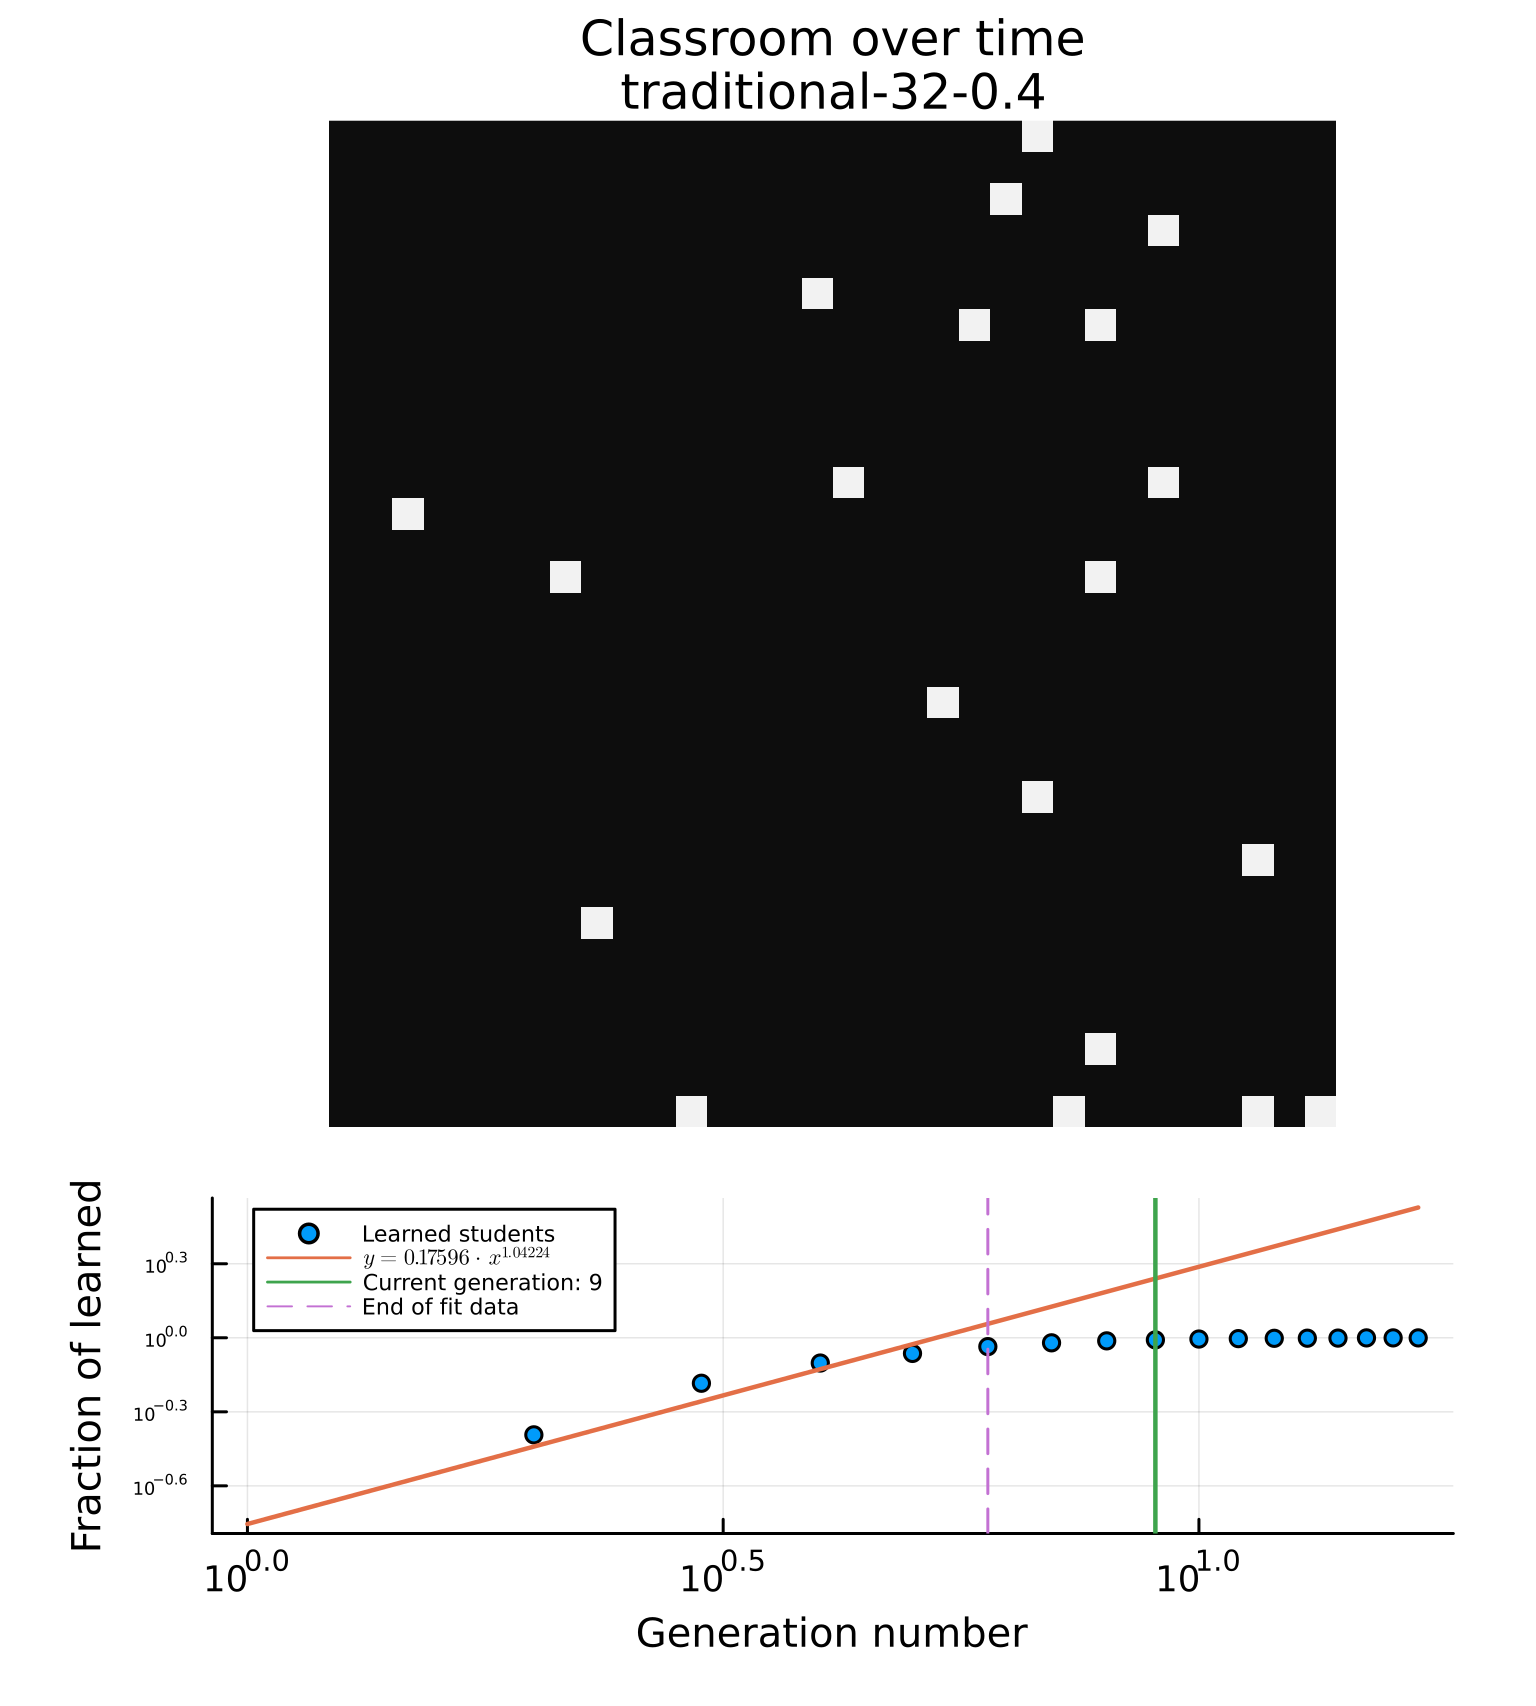 Classroom over time
traditional-32-0.4
Fraction of learned
10^0.3
10^0.0
10^−0.3
10^−0.6
Learned students
y = 0.17596 · x^1.04224
Current generation: 9
End of fit data
10^0.0
10^0.5
10^1.0
Generation number